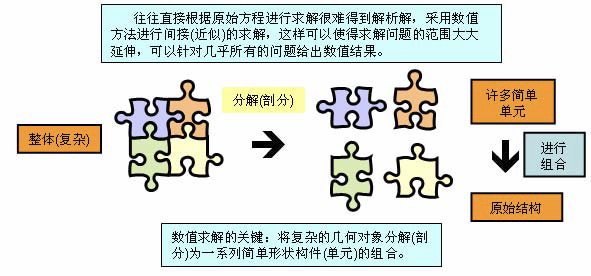 往往直接根据原始方程进行求解很难得到解析解，采用数值
方法进行间接(近似)的求解，这样可以使得求解问题的范围大大
延伸，可以针对几乎所有的问题给出数值结果。
整体(复杂)
分解(剖分)
许多简单
单元
进行
组合
原始结构
数值求解的关键：将复杂的几何对象分解(剖
分)为一系列简单形状构件(单元)的组合。